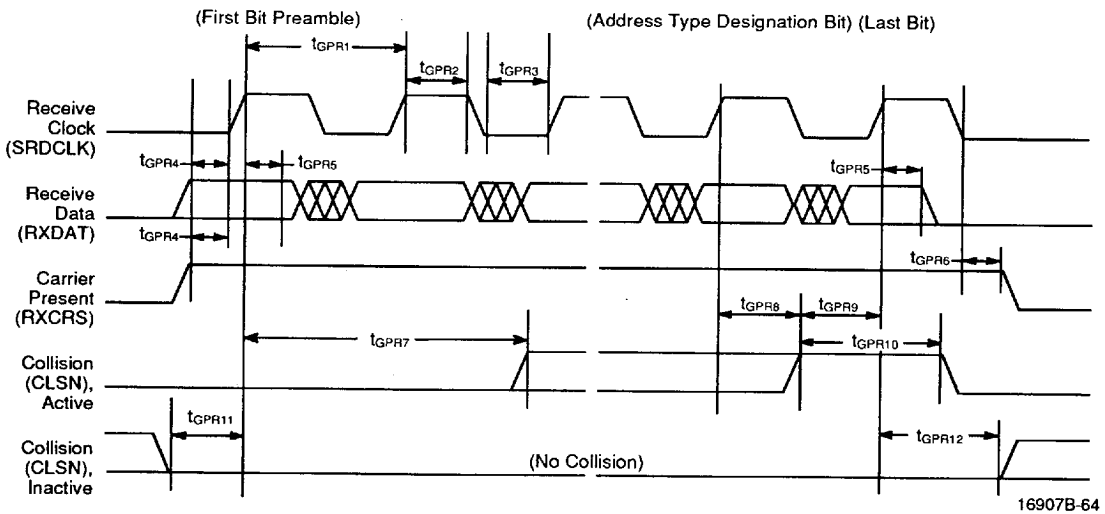 (First Bit Preamble)
(Address Type Designation Bit) (Last Bit)
tGPR1
tGPR2
tGPR3
Receive
Clock
(SRDCLK)
tGPR4
tGPR5
tGPR5
Receive
Data
(RXDAT)
tGPR4
tGPR6
Carrier
Present
(RXCRS)
tGPR8
tGPR9
tGPR7
tGPR10
Collision
(CLSN),
Active
tGPR11
tGPR12
Collision
(CLSN),
Inactive
(No Collision)
16907B-64